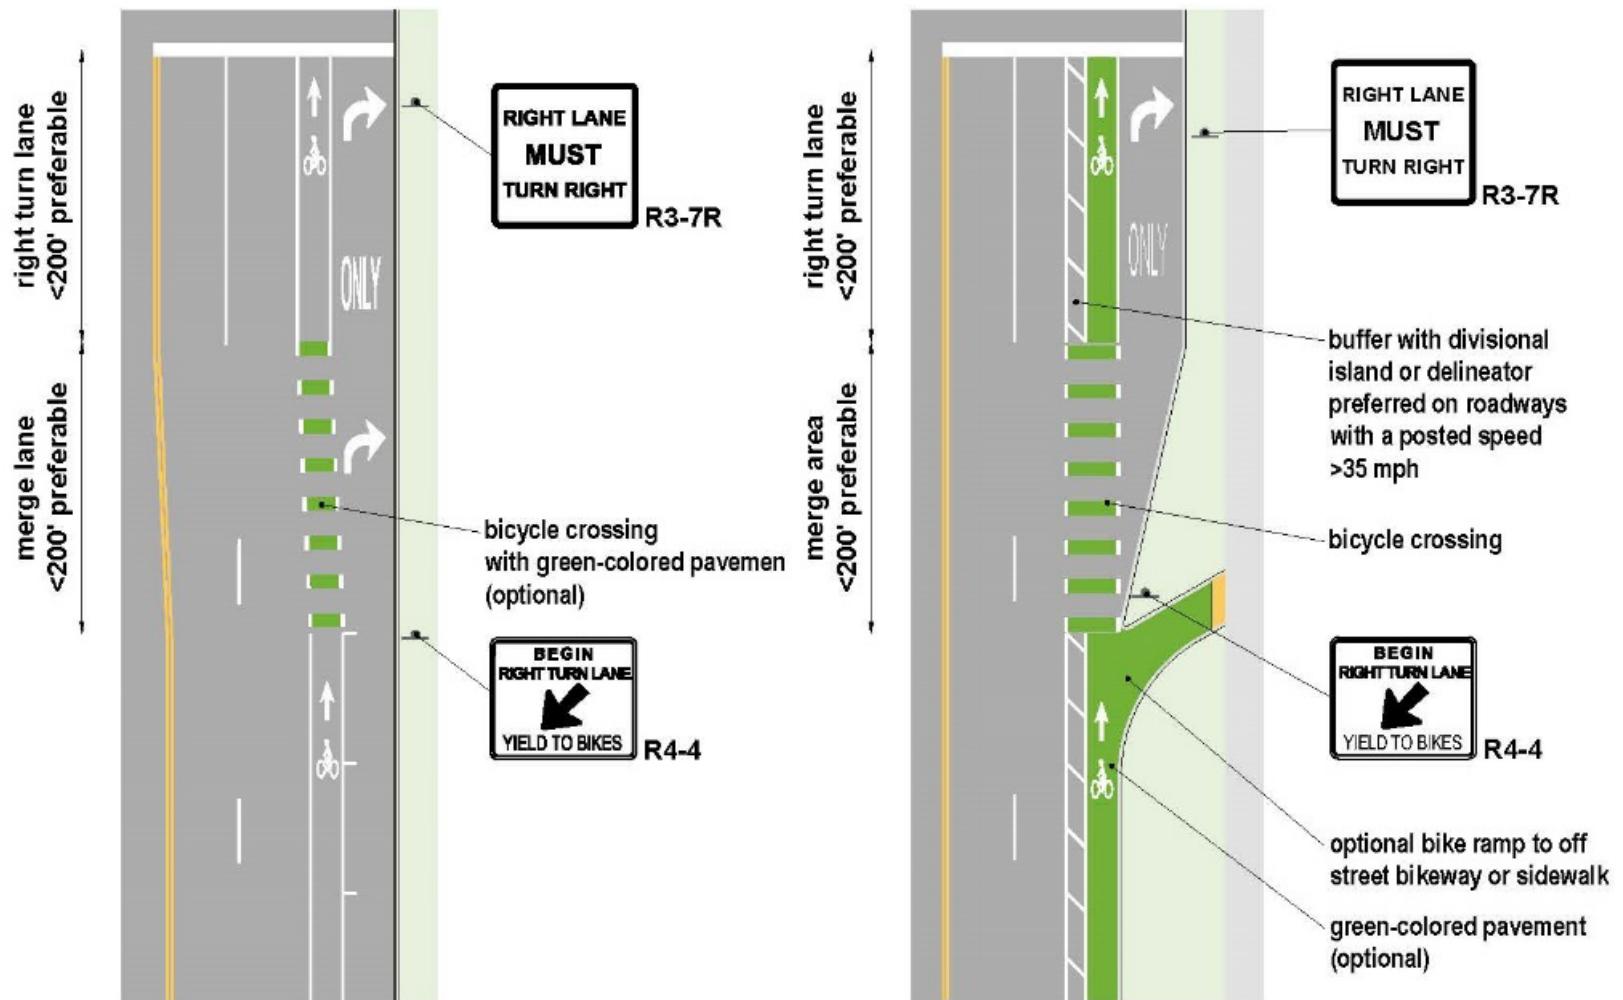 right turn lane
<200' preferable
merge lane
<200' preferable
ONLY
RIGHT LANE
MUST
TURN RIGHT
R3-7R
bicycle crossing
with green-colored pavemen
(optional)
BEGIN
RIGHT TURN LANE
YIELD TO BIKES
R4-4
right turn lane
<200' preferable
merge area
<200' preferable
ONLY
RIGHT LANE
MUST
TURN RIGHT
R3-7R
buffer with divisional
island or delineator
preferred on roadways
with a posted speed
>35 mph
bicycle crossing
BEGIN
RIGHT TURN LANE
YIELD TO BIKES
R4-4
optional bike ramp to off
street bikeway or sidewalk
green-colored pavement
(optional)